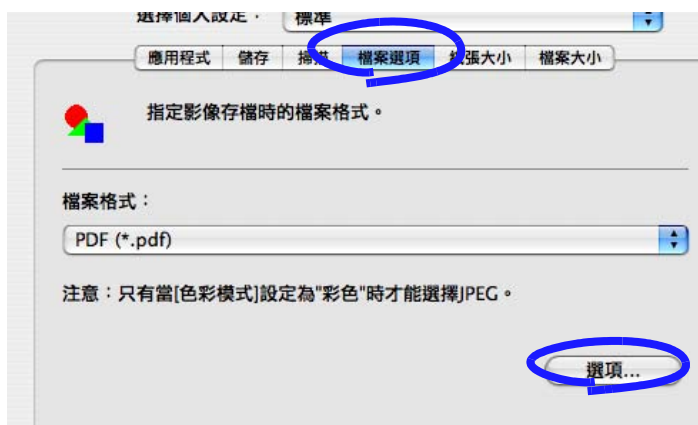 選擇個人設定： 標準
應用程式 儲存 掃描 檔案選項 紙張大小 檔案大小
指定影像存檔時的檔案格式。
檔案格式：
PDF (*.pdf)
注意：只有當[色彩模式]設定為"彩色"時才能選擇JPEG。
選項...